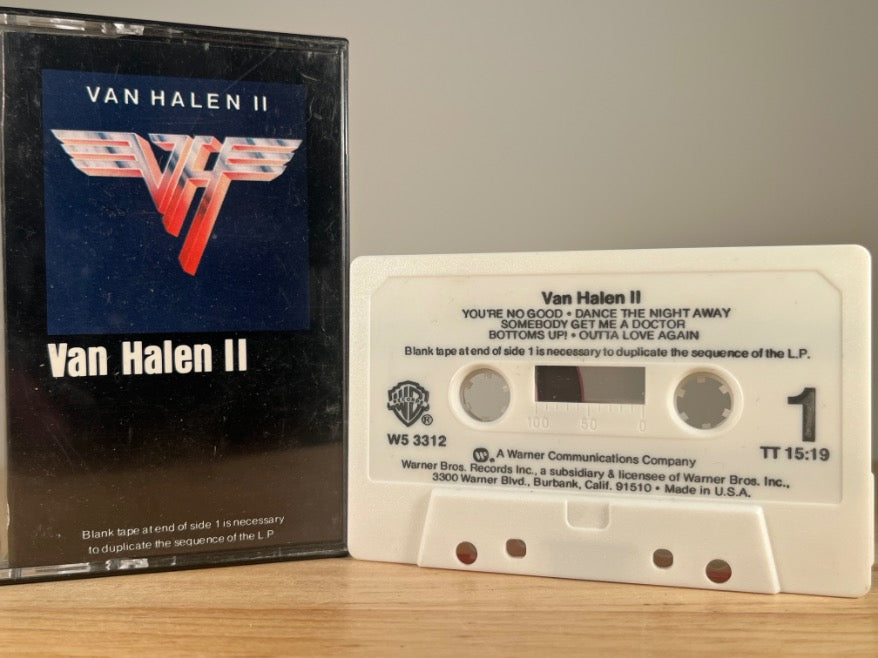 VAN HALEN II
VH
Van Halen II
Blank tape at end of side 1 is necessary
to duplicate the sequence of the L.P.
Van Halen II
YOU'RE NO GOOD • DANCE THE NIGHT AWAY
SOMEBODY GET ME A DOCTOR
BOTTOMS UP! • OUTTA LOVE AGAIN
Blank tape at end of side 1 is necessary to duplicate the sequence of the L.P.
WB
RECORDS
®
W5 3312
100 50 0
1
TT 15:19
A Warner Communications Company
Warner Bros. Records Inc., a subsidiary & licensee of Warner Bros. Inc.,
3300 Warner Blvd., Burbank, Calif. 91510 • Made in U.S.A.